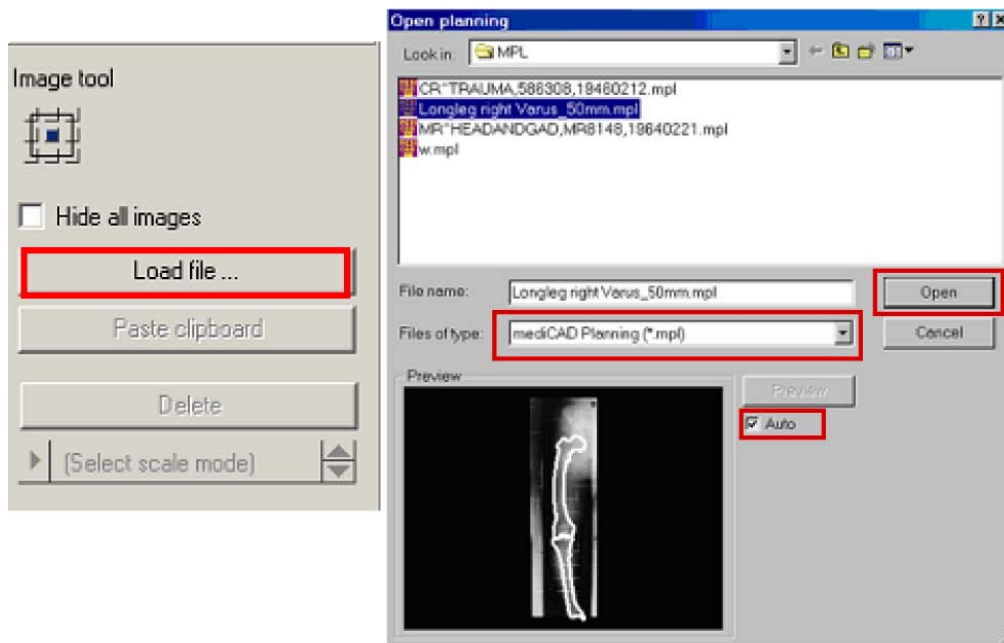 Image tool
Hide all images
Load file ...
Paste clipboard
Delete
(Select scale mode)
Open planning
Look in: MPL
CR^TRAUMA,586308,19460212.mpl
Longleg right Varus_50mm.mpl
MR^HEADANDGAD,MR8148,19640221.mpl
w.mpl
File name: Longleg right Varus_50mm.mpl Open
Files of type: mediCAD Planning (*.mpl) Cancel
Preview
Preview
Auto